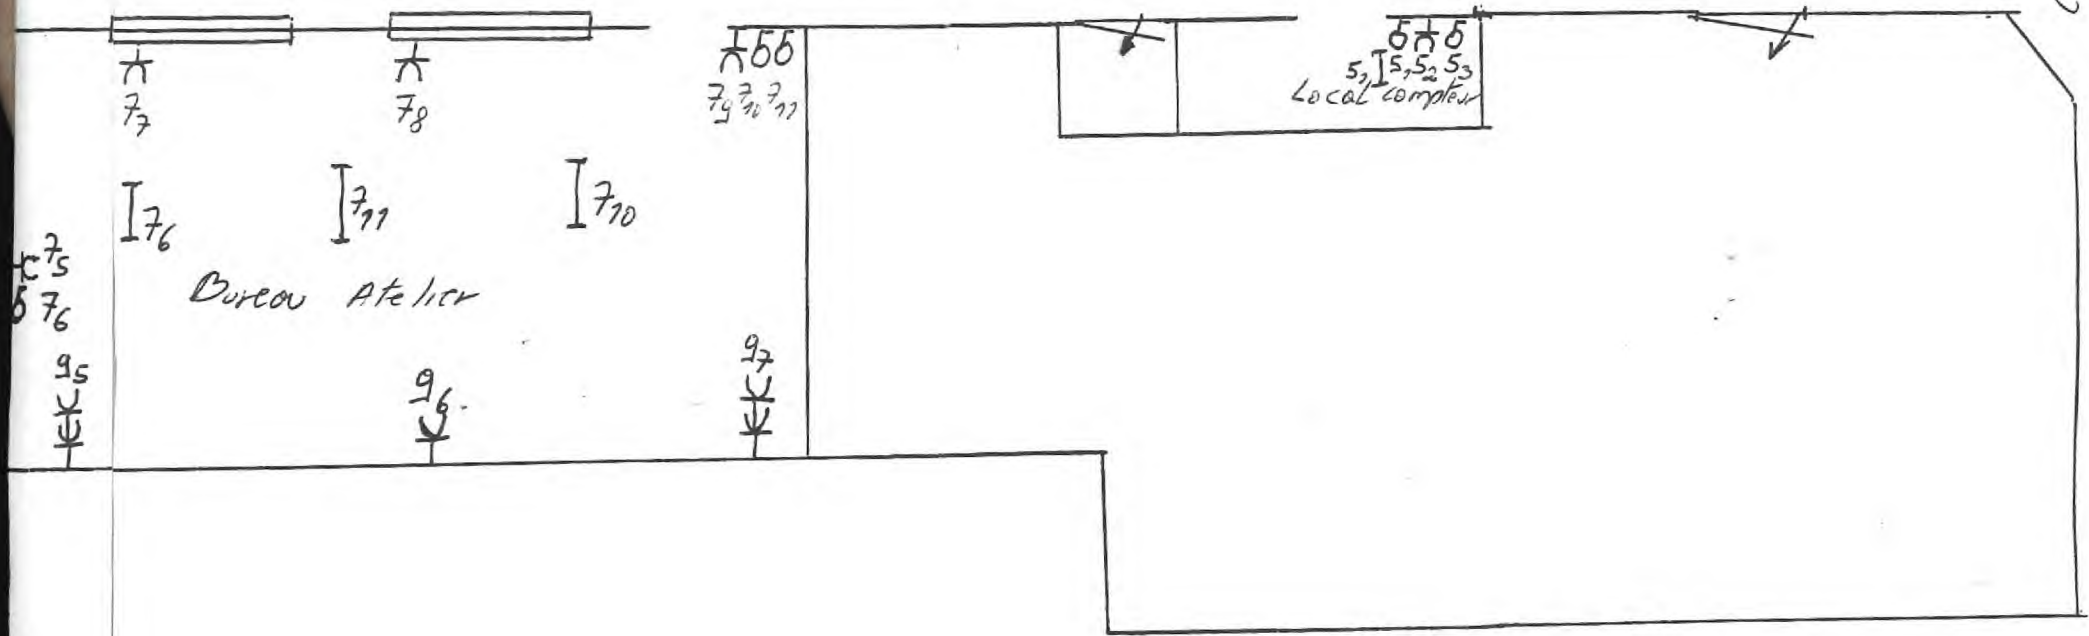 5₁ 5₁ 5₂ 5₃
Local compteur
7₇
7₈
7₉ 7₁₀ 7₁₁
7₆
7₁₁
7₁₀
7₅
7₆
Bureau Atelier
9₅
9₆
9₇